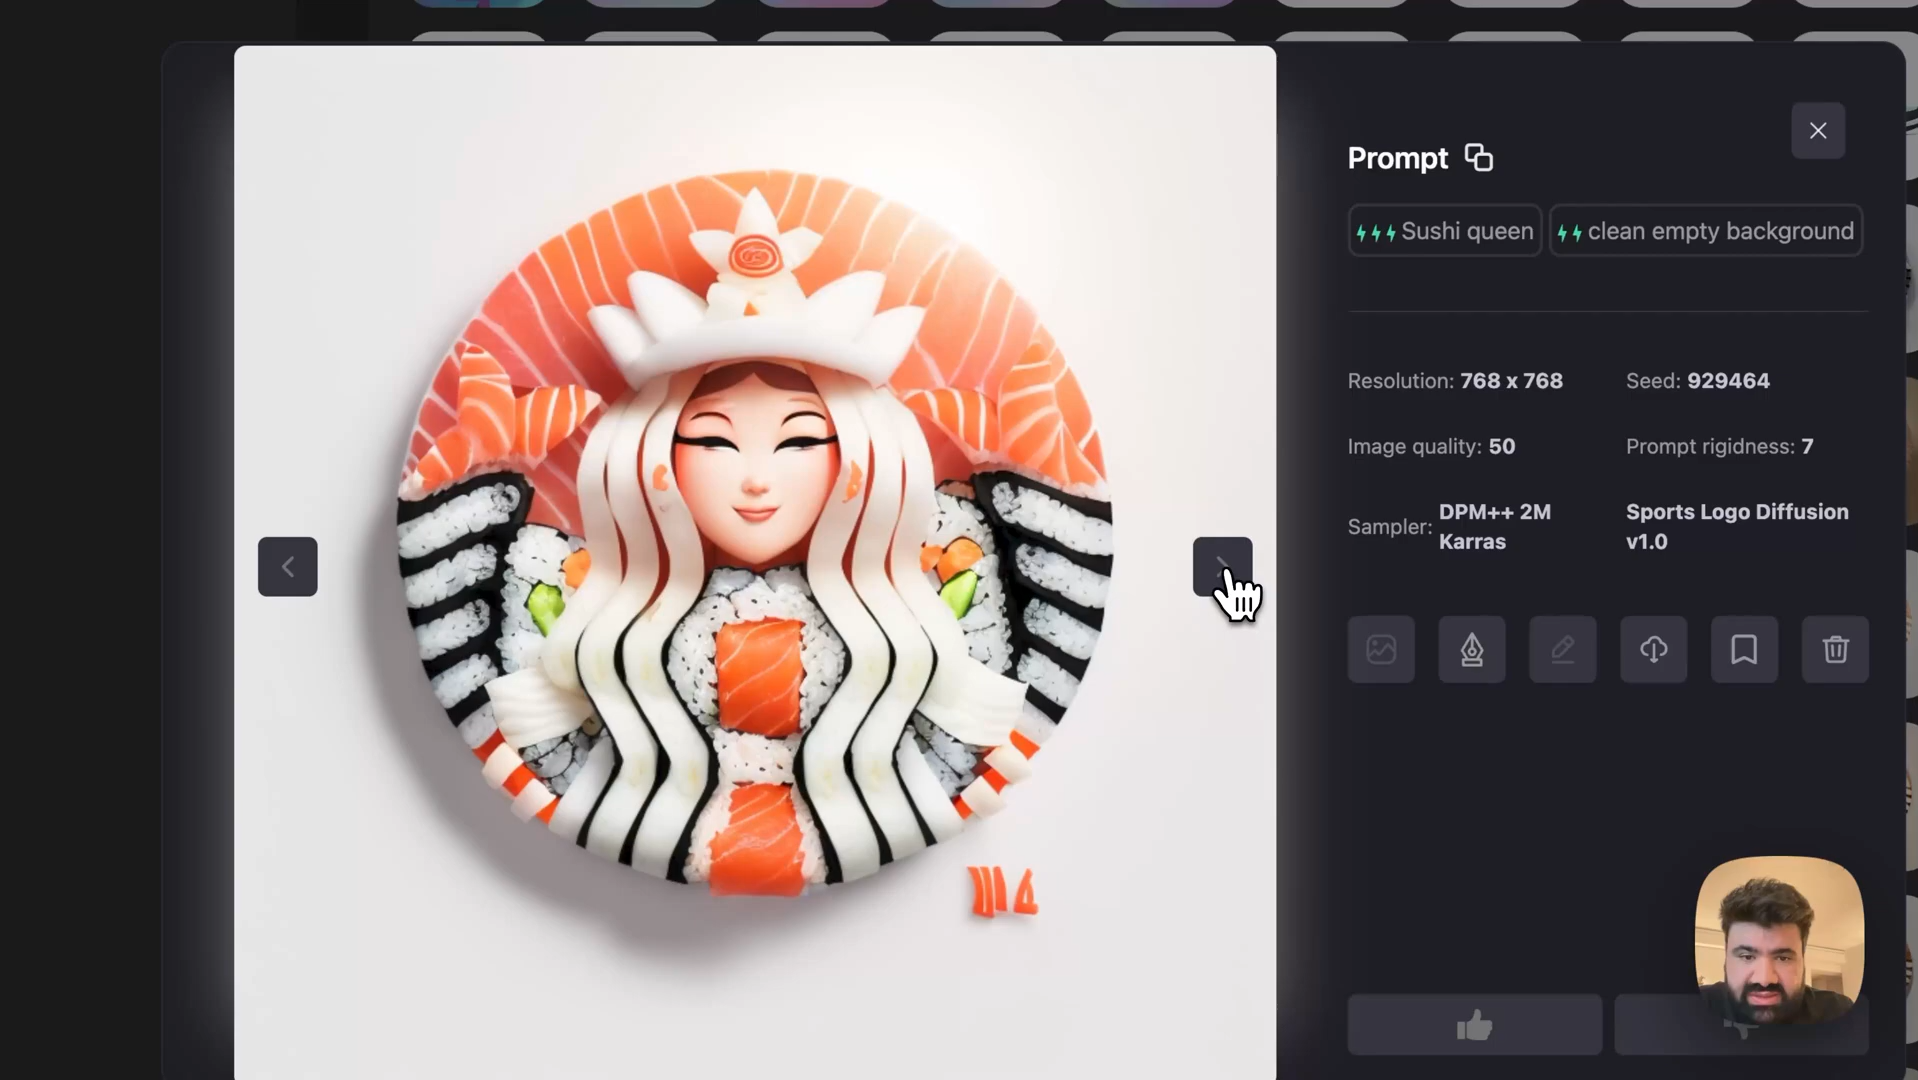 Prompt
Sushi queen
clean empty background
Resolution: 768 x 768
Seed: 929464
Image quality: 50
Prompt rigidness: 7
Sampler: DPM++ 2M
Karras
Sports Logo Diffusion
v1.0